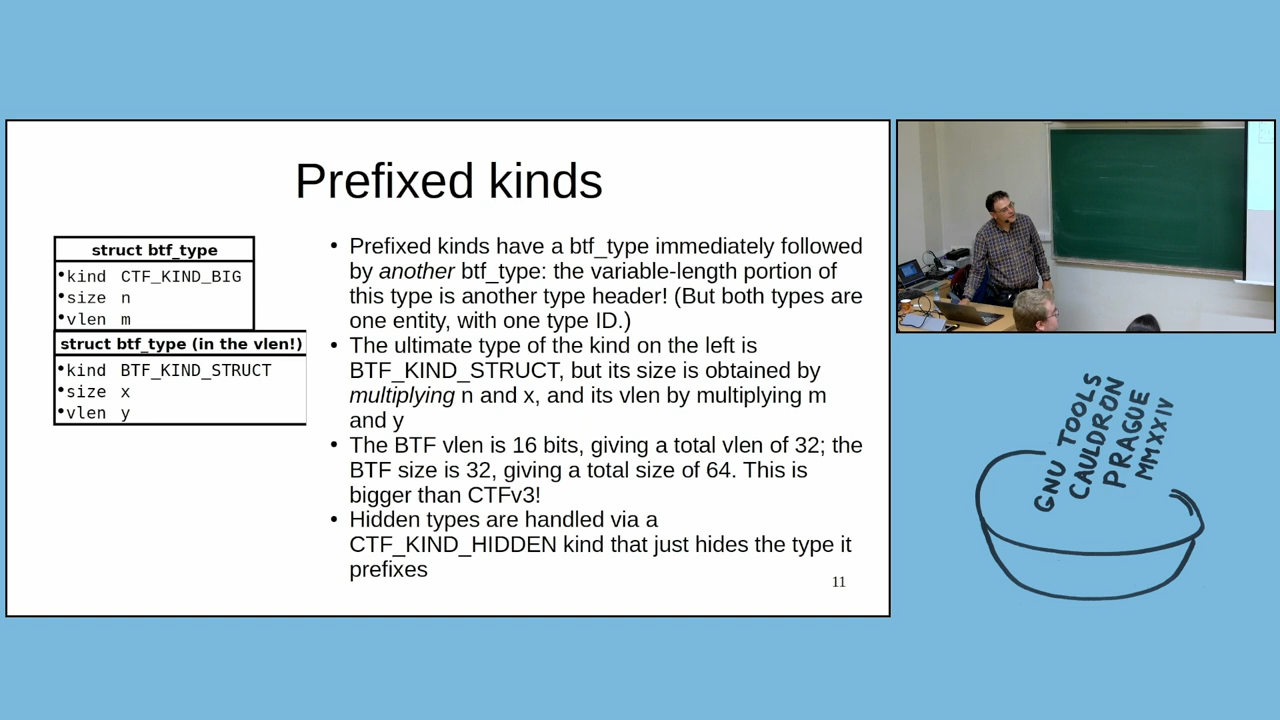 Prefixed kinds
struct btf_type
•kind CTF_KIND_BIG
•size n
•vlen m
struct btf_type (in the vlen!)
•kind BTF_KIND_STRUCT
•size x
•vlen y
• Prefixed kinds have a btf_type immediately followed
by another btf_type: the variable-length portion of
this type is another type header! (But both types are
one entity, with one type ID.)
• The ultimate type of the kind on the left is
BTF_KIND_STRUCT, but its size is obtained by
multiplying n and x, and its vlen by multiplying m
and y
• The BTF vlen is 16 bits, giving a total vlen of 32; the
BTF size is 32, giving a total size of 64. This is
bigger than CTFv3!
• Hidden types are handled via a
CTF_KIND_HIDDEN kind that just hides the type it
prefixes
11
GNU TOOLS
CAULDRON
PRAGUE
MMXXIV